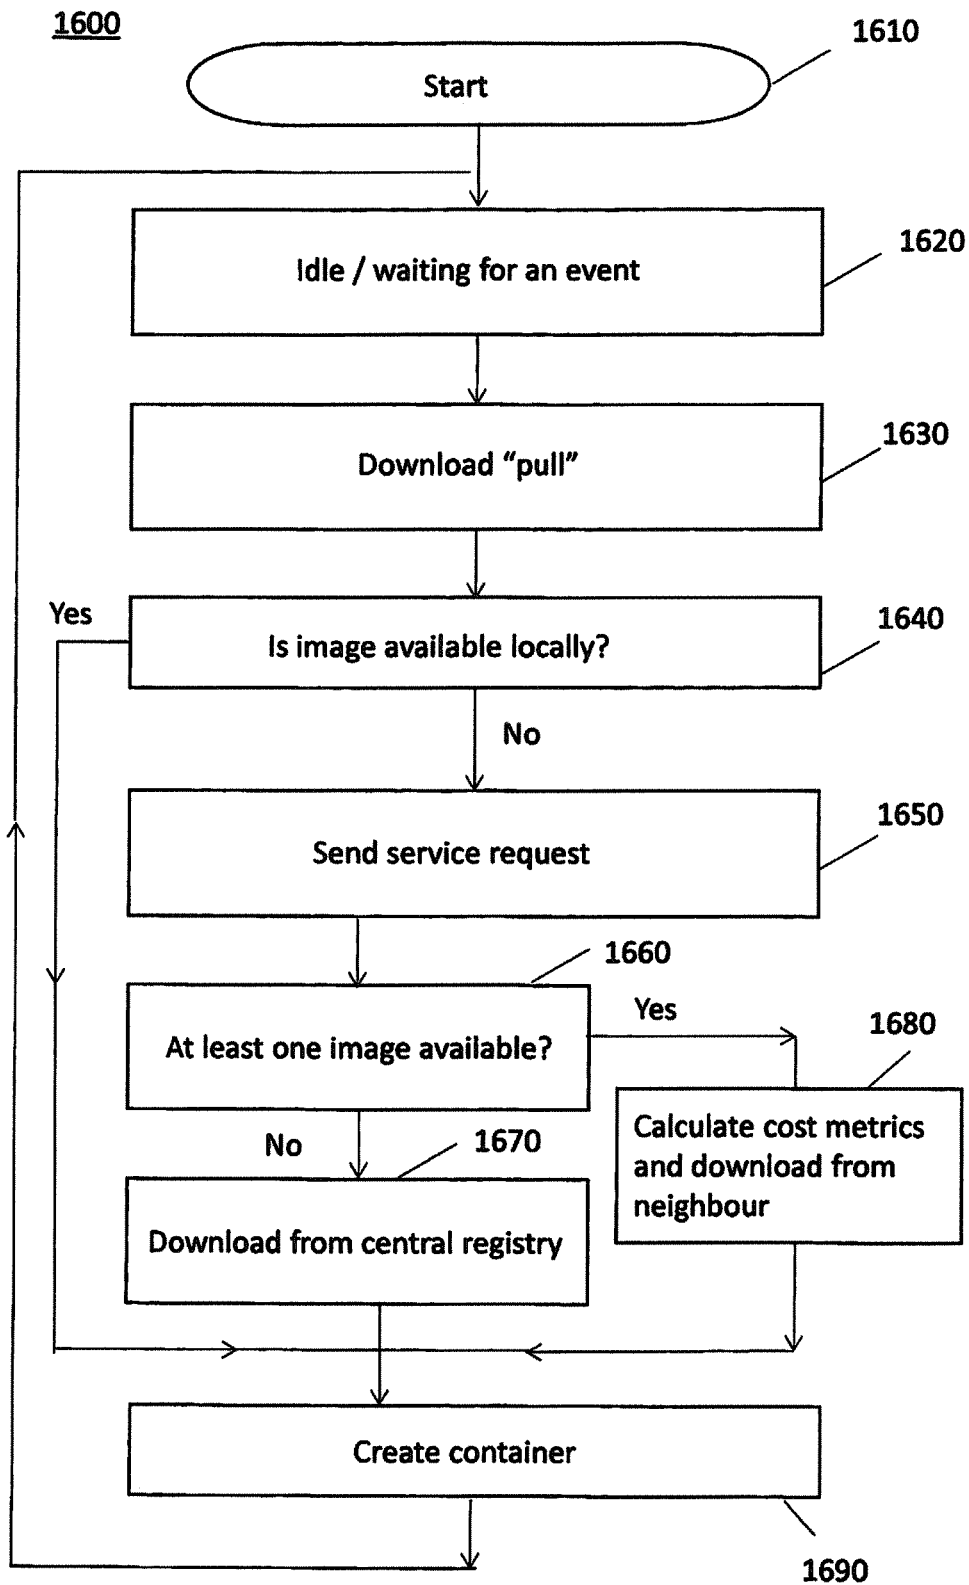 1600
1610
Start
Idle / waiting for an event
1620
Download “pull”
1630
Yes
Is image available locally?
1640
No
Send service request
1650
1660
At least one image available?
Yes
1680
Calculate cost metrics
and download from
neighbour
No
1670
Download from central registry
Create container
1690